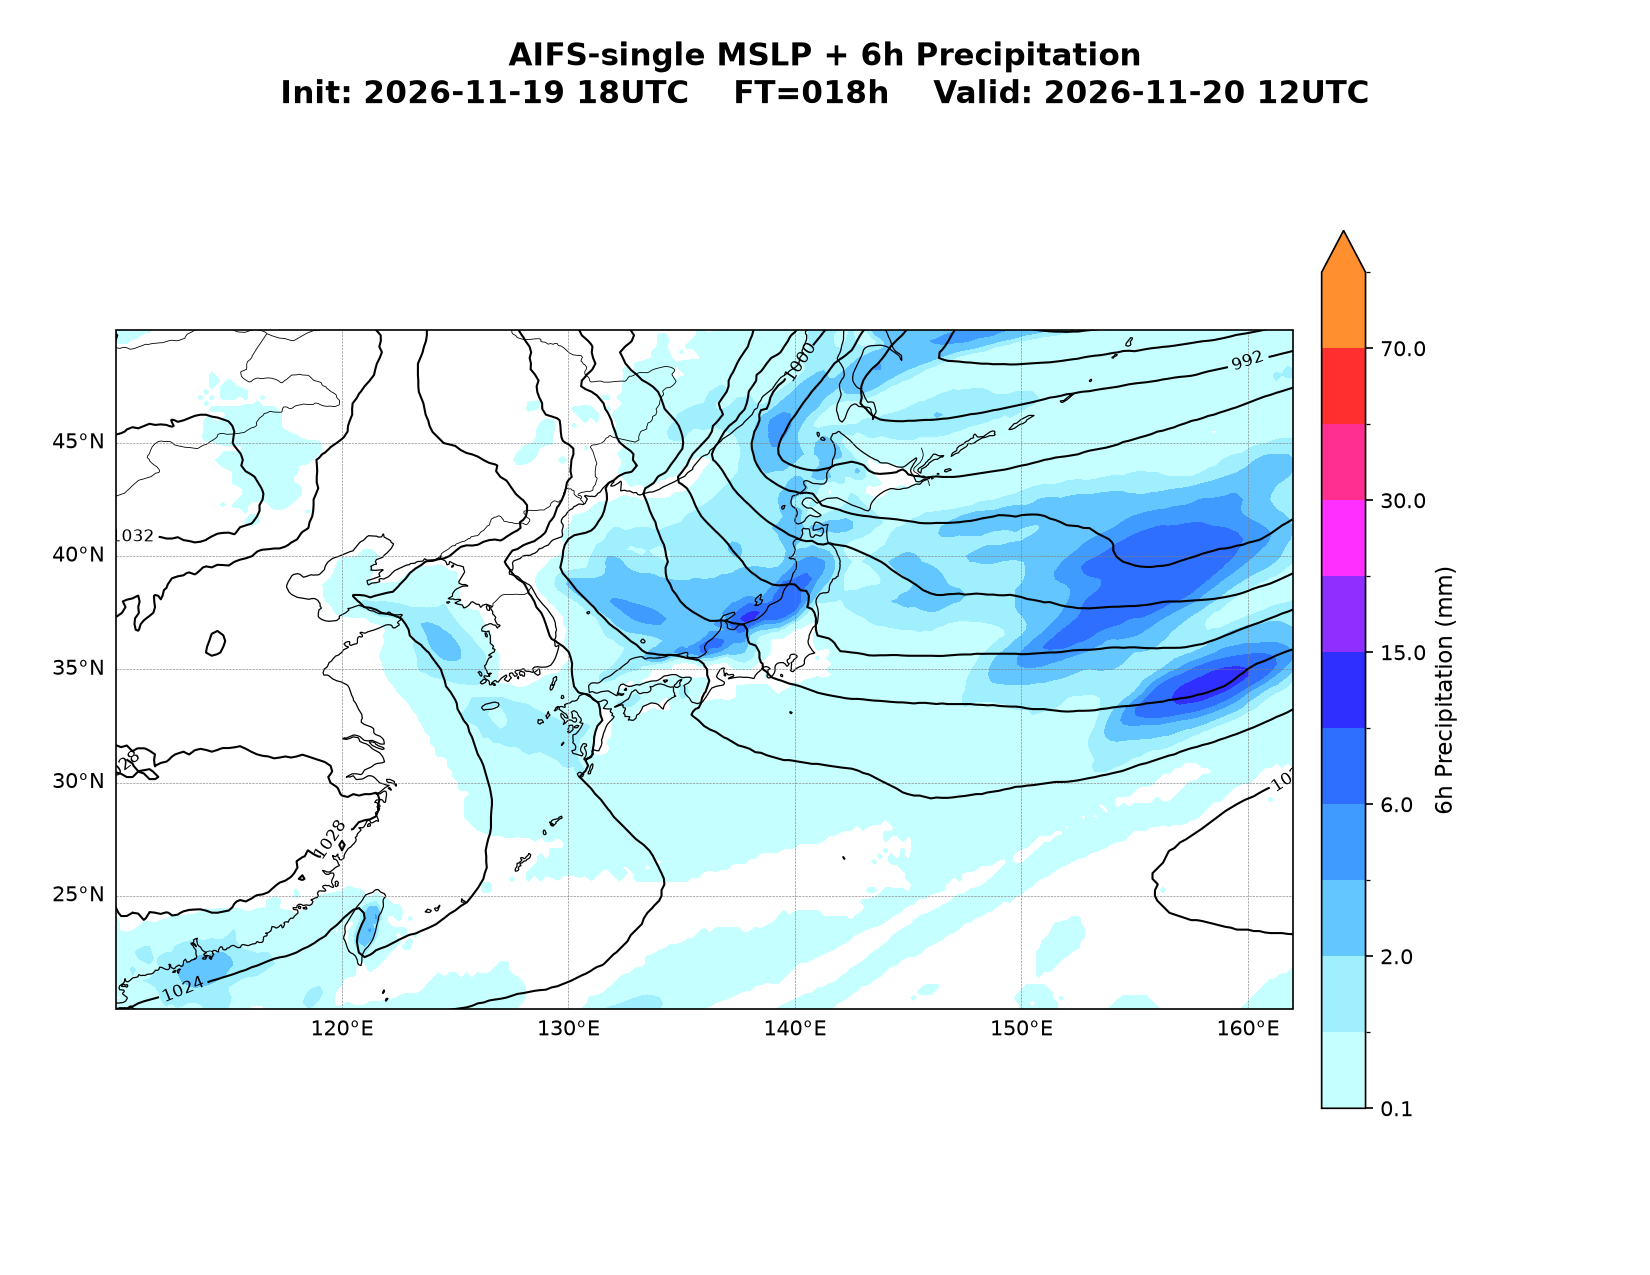 AIFS-single MSLP + 6h Precipitation
Init: 2026-11-19 18UTC    FT=018h    Valid: 2026-11-20 12UTC
70.0
30.0
15.0
6.0
2.0
0.1
6h Precipitation (mm)
45°N
40°N
35°N
30°N
25°N
120°E
130°E
140°E
150°E
160°E
1000
992
1032
1028
1024